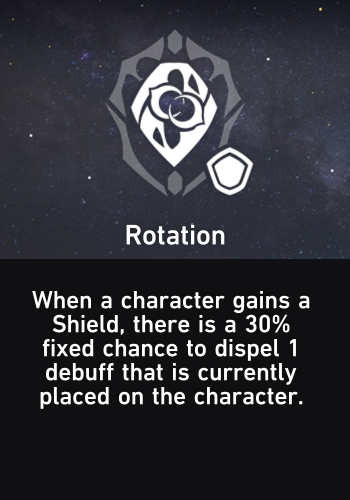 Rotation
When a character gains a
Shield, there is a 30%
fixed chance to dispel 1
debuff that is currently
placed on the character.